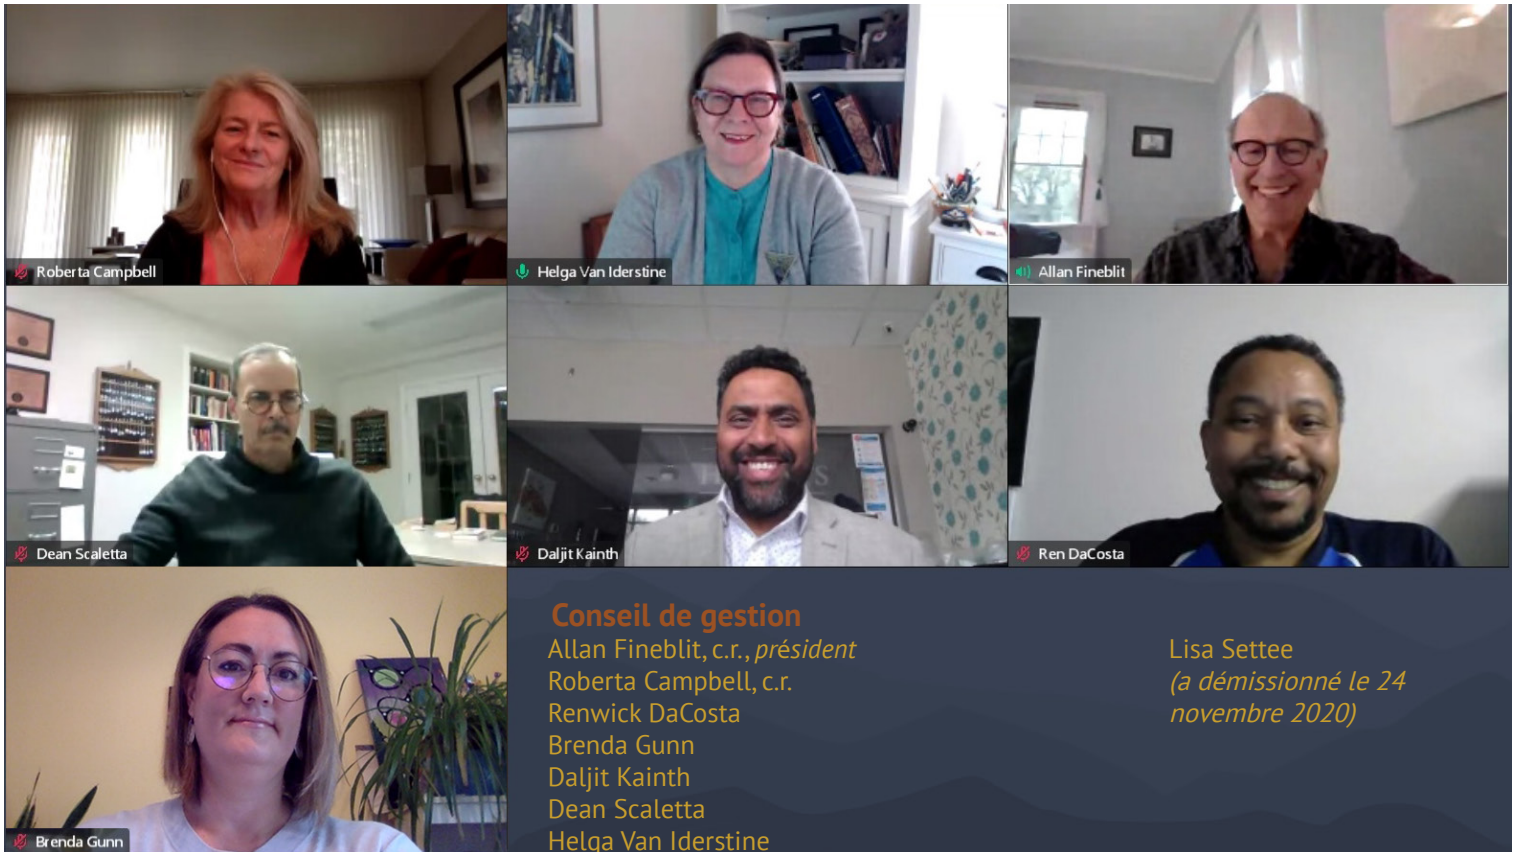 Roberta Campbell
Helga Van Iderstine
Allan Fineblit
Dean Scaletta
Daljit Kainth
Ren DaCosta
Brenda Gunn
Conseil de gestion
Allan Fineblit, c.r., président
Roberta Campbell, c.r.
Renwick DaCosta
Brenda Gunn
Daljit Kainth
Dean Scaletta
Helga Van Iderstine
Lisa Settee
(a démissionné le 24
novembre 2020)